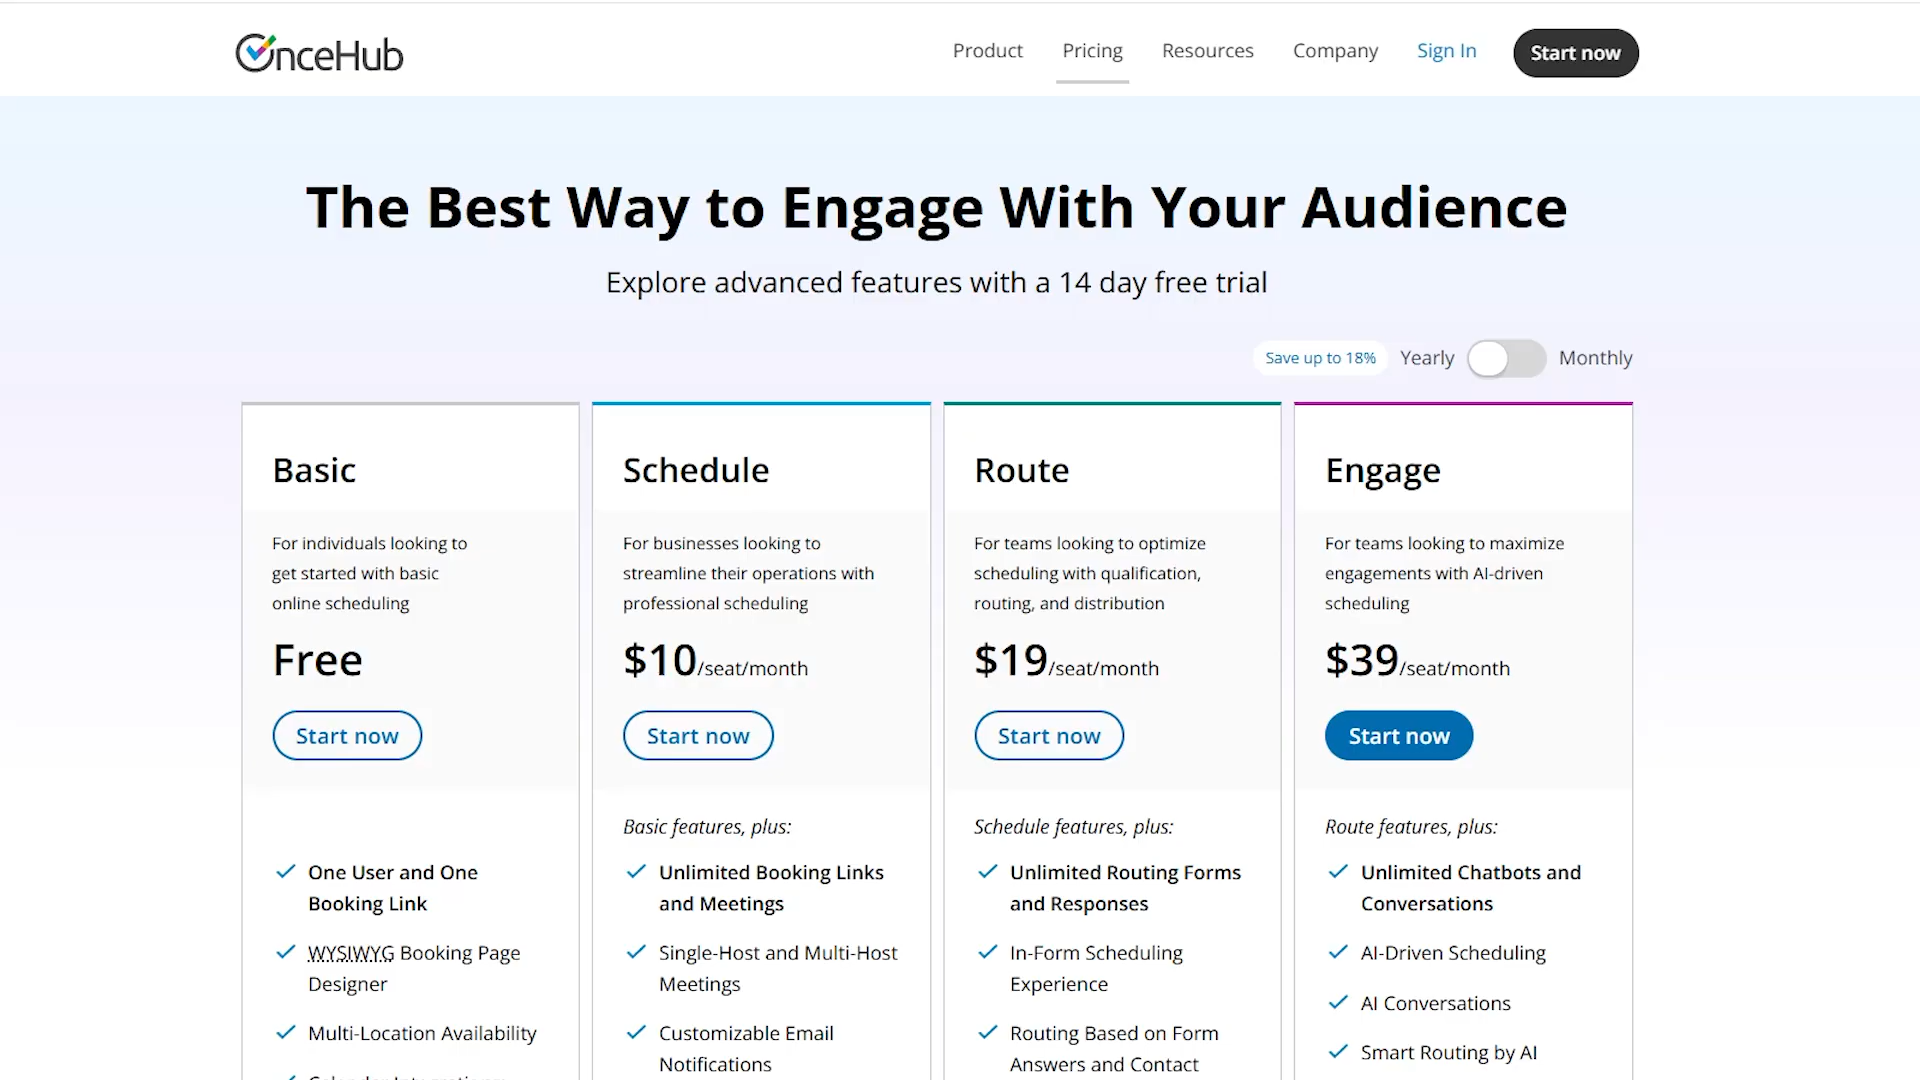 OnceHub
Product
Pricing
Resources
Company
Sign In
Start now
The Best Way to Engage With Your Audience
Explore advanced features with a 14 day free trial
Save up to 18%
Yearly
Monthly
Basic
For individuals looking to
get started with basic
online scheduling
Free
Start now
One User and One
Booking Link
WYSIWYG Booking Page
Designer
Multi-Location Availability
Schedule
For businesses looking to
streamline their operations with
professional scheduling
$10/seat/month
Start now
Basic features, plus:
Unlimited Booking Links
and Meetings
Single-Host and Multi-Host
Meetings
Customizable Email
Notifications
Route
For teams looking to optimize
scheduling with qualification,
routing, and distribution
$19/seat/month
Start now
Schedule features, plus:
Unlimited Routing Forms
and Responses
In-Form Scheduling
Experience
Routing Based on Form
Answers and Contact
Engage
For teams looking to maximize
engagements with AI-driven
scheduling
$39/seat/month
Start now
Route features, plus:
Unlimited Chatbots and
Conversations
AI-Driven Scheduling
AI Conversations
Smart Routing by AI